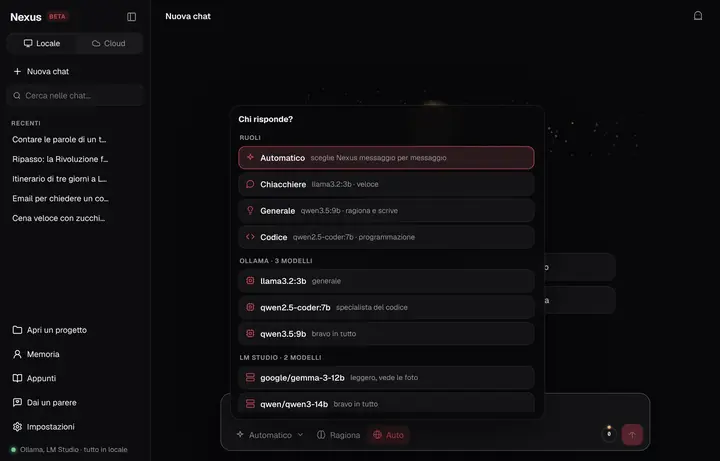 Nexus BETA
Locale
Cloud
Nuova chat
Cerca nelle chat…
RECENTI
Contare le parole di un t…
Ripasso: la Rivoluzione f…
Itinerario di tre giorni a L…
Email per chiedere un co…
Cena veloce con zucchi…
Apri un progetto
Memoria
Appunti
Dai un parere
Impostazioni
Ollama, LM Studio · tutto in locale
Nuova chat
Chi risponde?
RUOLI
Automatico sceglie Nexus messaggio per messaggio
Chiacchiere llama3.2:3b · veloce
Generale qwen3.5:9b · ragiona e scrive
Codice qwen2.5-coder:7b · programmazione
OLLAMA · 3 MODELLI
llama3.2:3b generale
qwen2.5-coder:7b specialista del codice
qwen3.5:9b bravo in tutto
LM STUDIO · 2 MODELLI
google/gemma-3-12b leggero, vede le foto
qwen/qwen3-14b bravo in tutto
Automatico
Ragiona
Auto
0